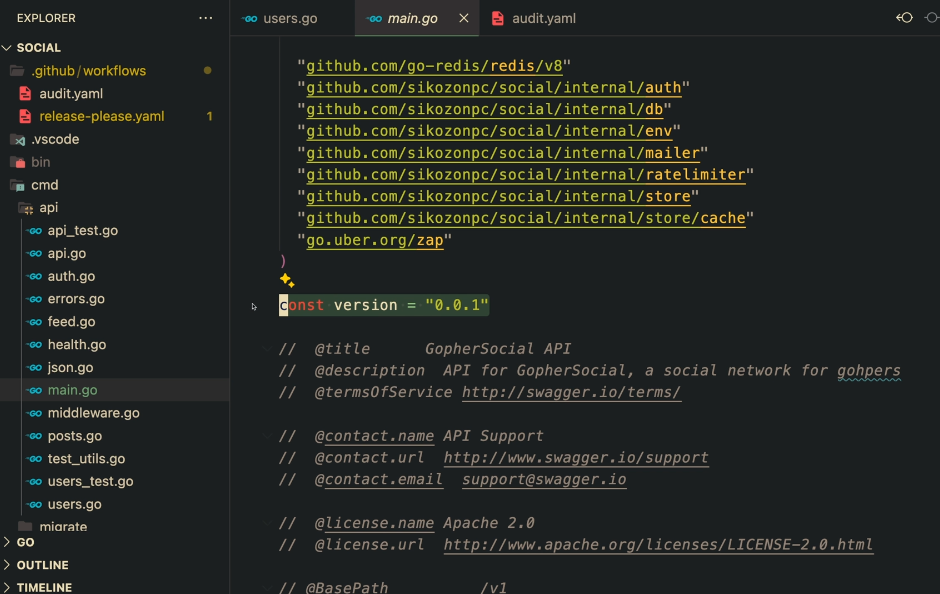 EXPLORER
SOCIAL
.github / workflows
audit.yaml
release-please.yaml 1
.vscode
bin
cmd
api
api_test.go
api.go
auth.go
errors.go
feed.go
health.go
json.go
main.go
middleware.go
posts.go
test_utils.go
users_test.go
users.go
migrate
GO
OUTLINE
TIMELINE
users.go
main.go
audit.yaml
"github.com/go-redis/redis/v8"
"github.com/sikozonpc/social/internal/auth"
"github.com/sikozonpc/social/internal/db"
"github.com/sikozonpc/social/internal/env"
"github.com/sikozonpc/social/internal/mailer"
"github.com/sikozonpc/social/internal/ratelimiter"
"github.com/sikozonpc/social/internal/store"
"github.com/sikozonpc/social/internal/store/cache"
"go.uber.org/zap"
)
const version = "0.0.1"
// @title GopherSocial API
// @description API for GopherSocial, a social network for gohpers
// @termsOfService http://swagger.io/terms/
// @contact.name API Support
// @contact.url http://www.swagger.io/support
// @contact.email support@swagger.io
// @license.name Apache 2.0
// @license.url http://www.apache.org/licenses/LICENSE-2.0.html
// @BasePath /v1